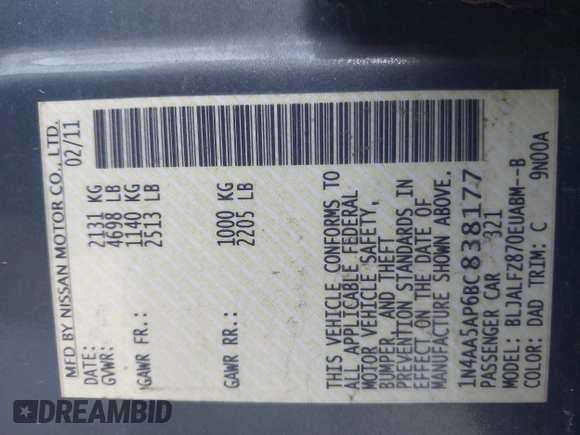 MFD BY NISSAN MOTOR CO., LTD.
DATE: 02/11
GVWR: 2131 KG
4698 LB
GAWR FR.: 1140 KG
2513 LB
GAWR RR.: 1000 KG
2205 LB
THIS VEHICLE CONFORMS TO
ALL APPLICABLE FEDERAL
MOTOR VEHICLE SAFETY,
BUMPER, AND THEFT
PREVENTION STANDARDS IN
EFFECT ON THE DATE OF
MANUFACTURE SHOWN ABOVE.
1N4AA5AP6BC838177
PASSENGER CAR 321
MODEL: BLJALFZ870EUABM--B
COLOR: DAD TRIM: C 9N00A
DREAMBID